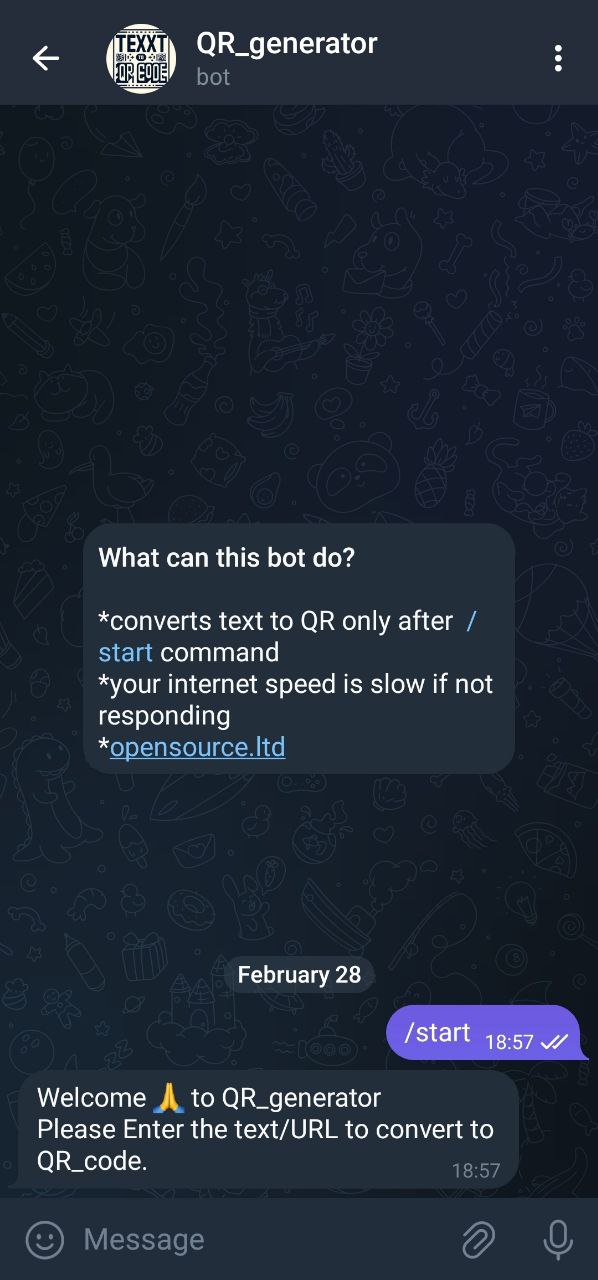 TEXXT
TO
QR CODE
QR_generator
bot
What can this bot do?
*converts text to QR only after /
start command
*your internet speed is slow if not
responding
*opensource.ltd
February 28
/start 18:57
Welcome 🙏 to QR_generator
Please Enter the text/URL to convert to
QR_code.
18:57
Message